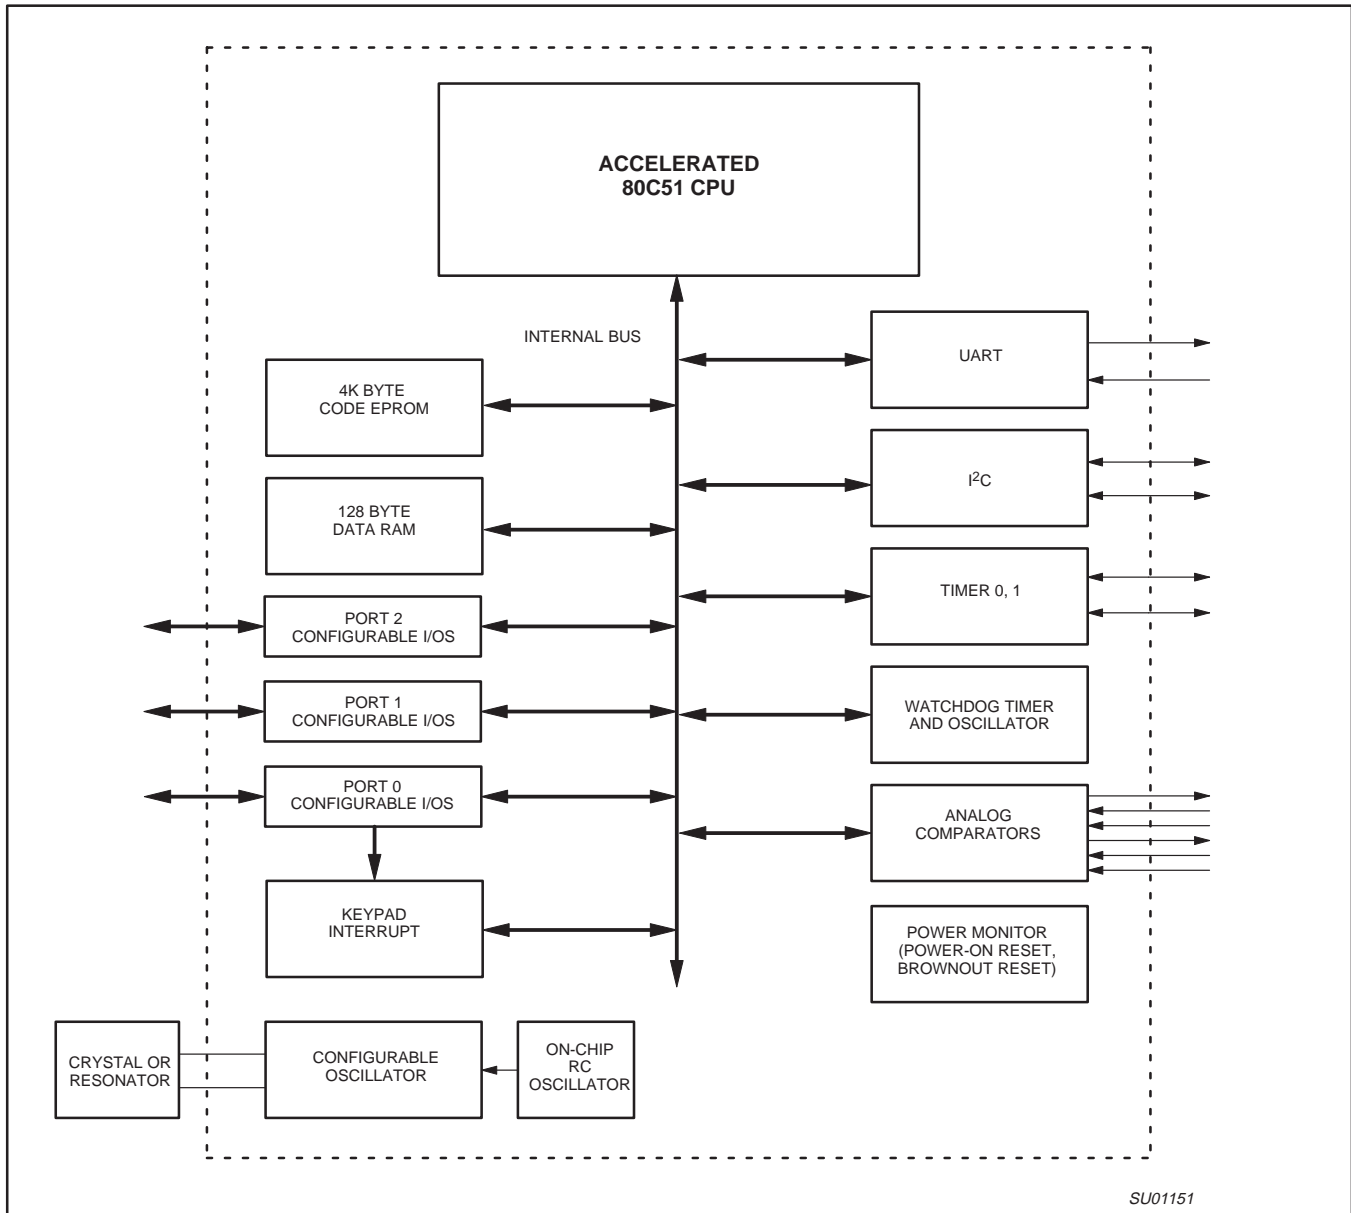 ACCELERATED
80C51 CPU
INTERNAL BUS
4K BYTE
CODE EPROM
128 BYTE
DATA RAM
PORT 2
CONFIGURABLE I/OS
PORT 1
CONFIGURABLE I/OS
PORT 0
CONFIGURABLE I/OS
KEYPAD
INTERRUPT
CRYSTAL OR
RESONATOR
CONFIGURABLE
OSCILLATOR
ON-CHIP
RC
OSCILLATOR
UART
I²C
TIMER 0, 1
WATCHDOG TIMER
AND OSCILLATOR
ANALOG
COMPARATORS
POWER MONITOR
(POWER-ON RESET,
BROWNOUT RESET)
SU01151